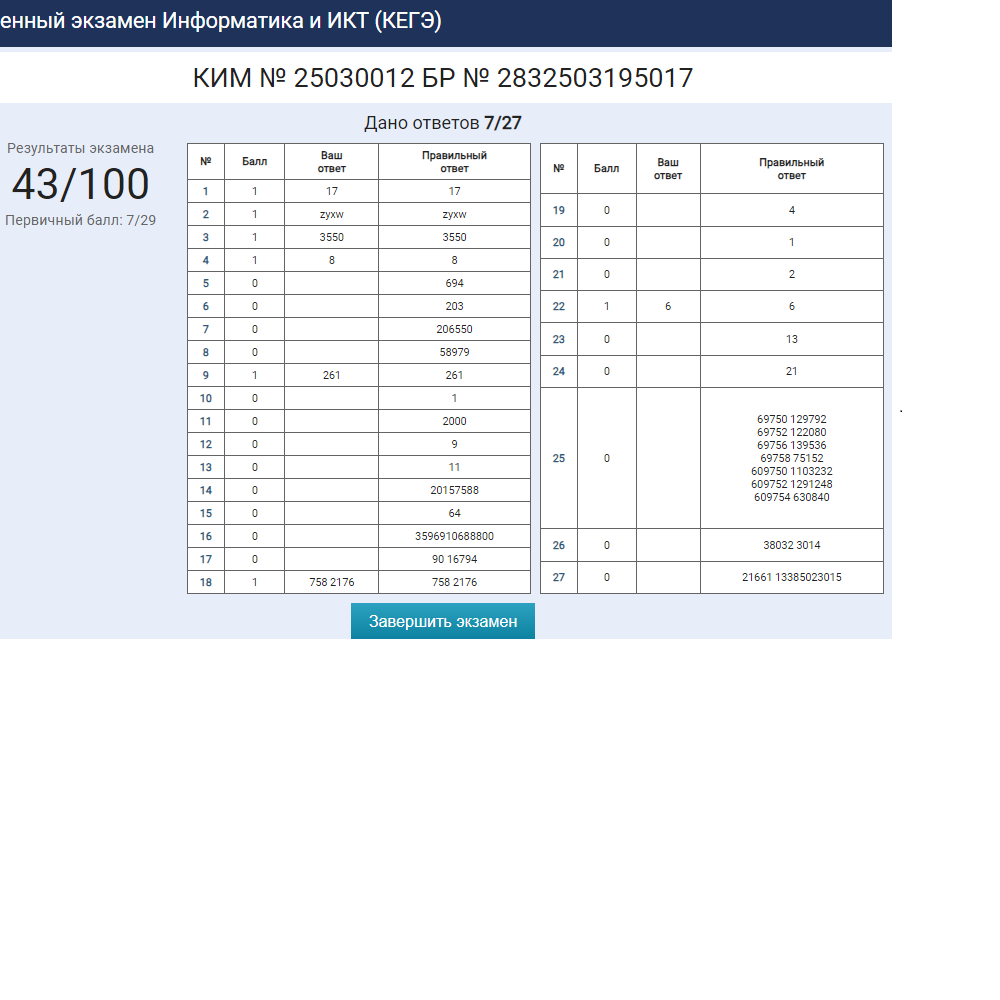 енный экзамен Информатика и ИКТ (КЕГЭ)
КИМ № 25030012 БР № 2832503195017
Дано ответов 7/27
Результаты экзамена
43/100
Первичный балл: 7/29
№ Балл Ваш ответ Правильный ответ
1 1 17 17
2 1 zyxw zyxw
3 1 3550 3550
4 1 8 8
5 0 694
6 0 203
7 0 206550
8 0 58979
9 1 261 261
10 0 1
11 0 2000
12 0 9
13 0 11
14 0 20157588
15 0 64
16 0 3596910688800
17 0 90 16794
18 1 758 2176 758 2176
№ Балл Ваш ответ Правильный ответ
19 0 4
20 0 1
21 0 2
22 1 6 6
23 0 13
24 0 21
25 0
69750 129792
69752 122080
69756 139536
69758 75152
609750 1103232
609752 1291248
609754 630840
26 0 38032 3014
27 0 21661 13385023015
Завершить экзамен